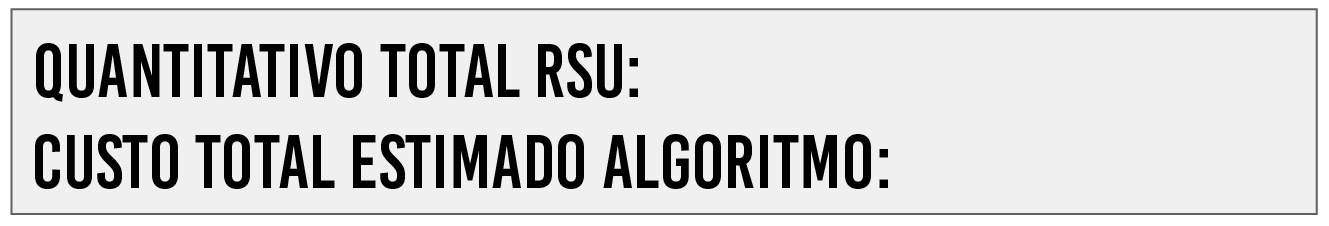 QUANTITATIVO TOTAL RSU:
CUSTO TOTAL ESTIMADO ALGORITMO: